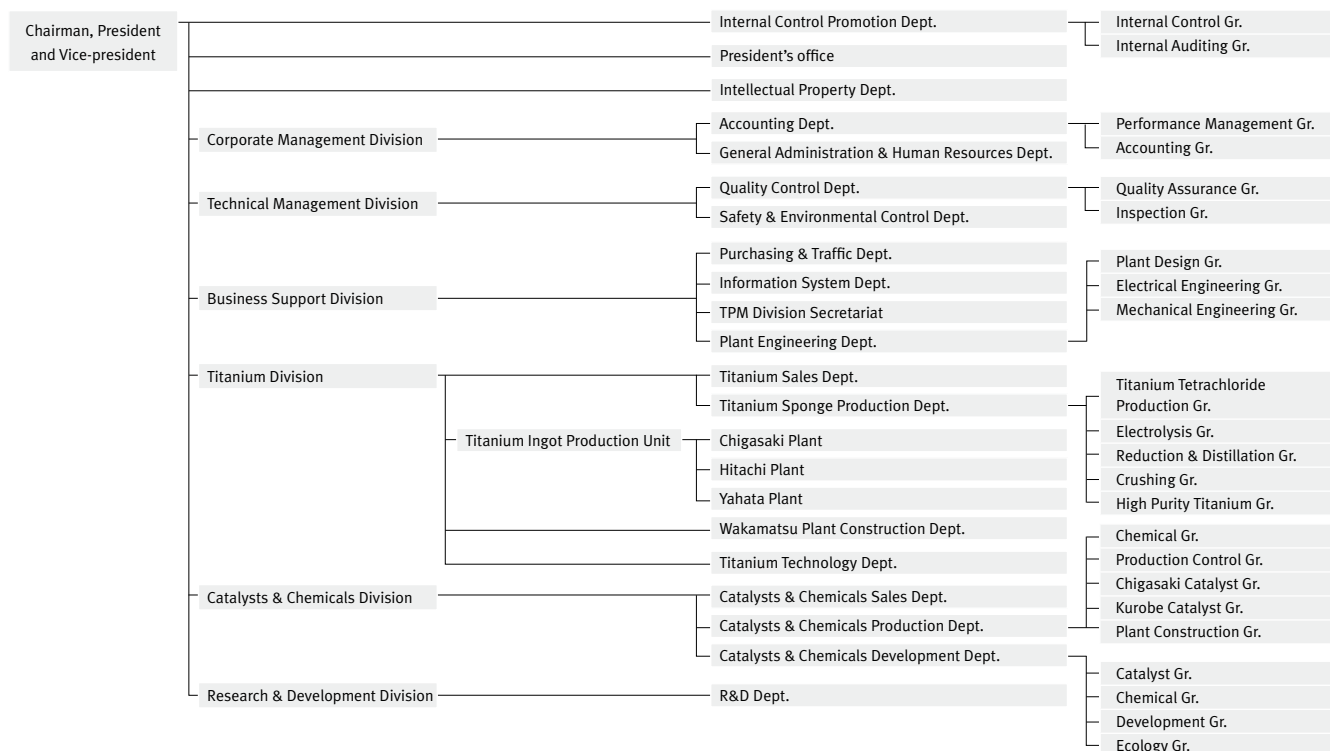 Chairman, President
and Vice-president
Internal Control Promotion Dept.
Internal Control Gr.
Internal Auditing Gr.
President's office
Intellectual Property Dept.
Corporate Management Division
Accounting Dept.
Performance Management Gr.
Accounting Gr.
General Administration & Human Resources Dept.
Technical Management Division
Quality Control Dept.
Quality Assurance Gr.
Inspection Gr.
Safety & Environmental Control Dept.
Business Support Division
Purchasing & Traffic Dept.
Information System Dept.
TPM Division Secretariat
Plant Engineering Dept.
Plant Design Gr.
Electrical Engineering Gr.
Mechanical Engineering Gr.
Titanium Division
Titanium Sales Dept.
Titanium Sponge Production Dept.
Titanium Tetrachloride
Production Gr.
Electrolysis Gr.
Reduction & Distillation Gr.
Crushing Gr.
High Purity Titanium Gr.
Titanium Ingot Production Unit
Chigasaki Plant
Hitachi Plant
Yahata Plant
Wakamatsu Plant Construction Dept.
Titanium Technology Dept.
Catalysts & Chemicals Division
Catalysts & Chemicals Sales Dept.
Catalysts & Chemicals Production Dept.
Chemical Gr.
Production Control Gr.
Chigasaki Catalyst Gr.
Kurobe Catalyst Gr.
Plant Construction Gr.
Catalysts & Chemicals Development Dept.
Catalyst Gr.
Chemical Gr.
Development Gr.
Ecology Gr.
Research & Development Division
R&D Dept.